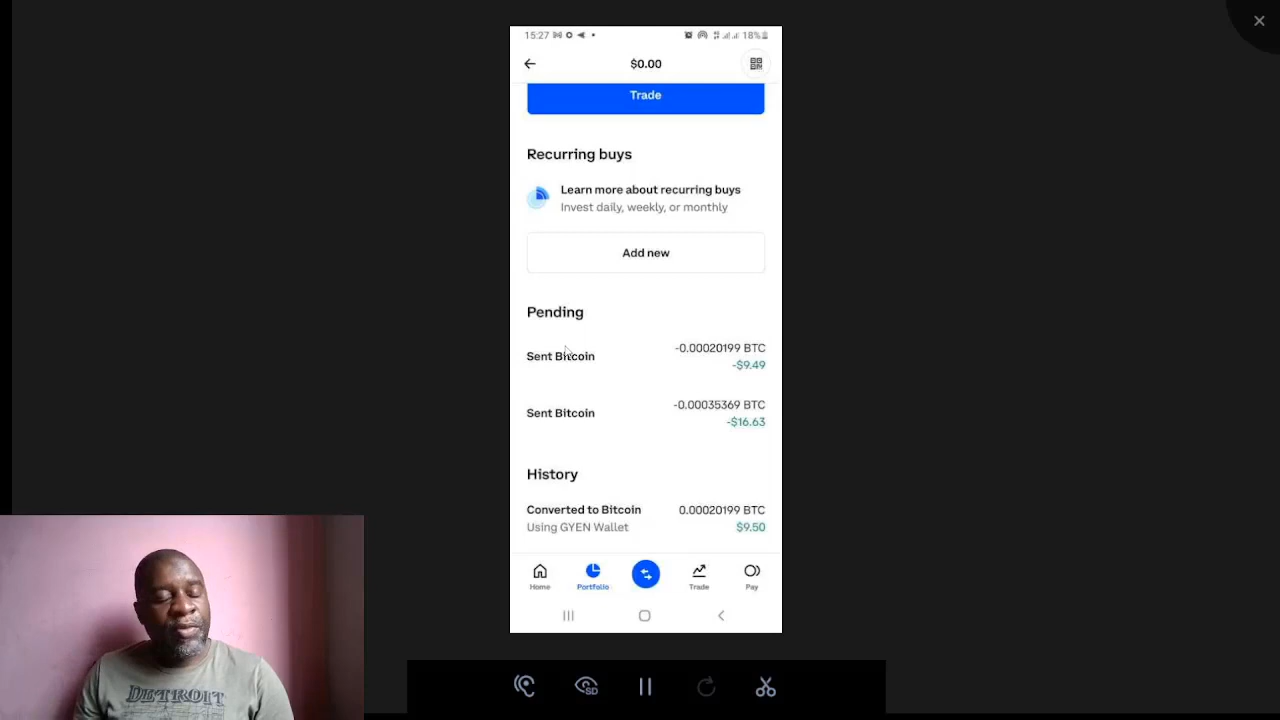 15:27
18%
$0.00
Trade
Recurring buys
Learn more about recurring buys
Invest daily, weekly, or monthly
Add new
Pending
Sent Bitcoin
-0.00020199 BTC
-$9.49
Sent Bitcoin
-0.00035369 BTC
-$16.63
History
Converted to Bitcoin
0.00020199 BTC
Using GYEN Wallet
$9.50
Home
Portfolio
Trade
Pay
DETROIT
SD